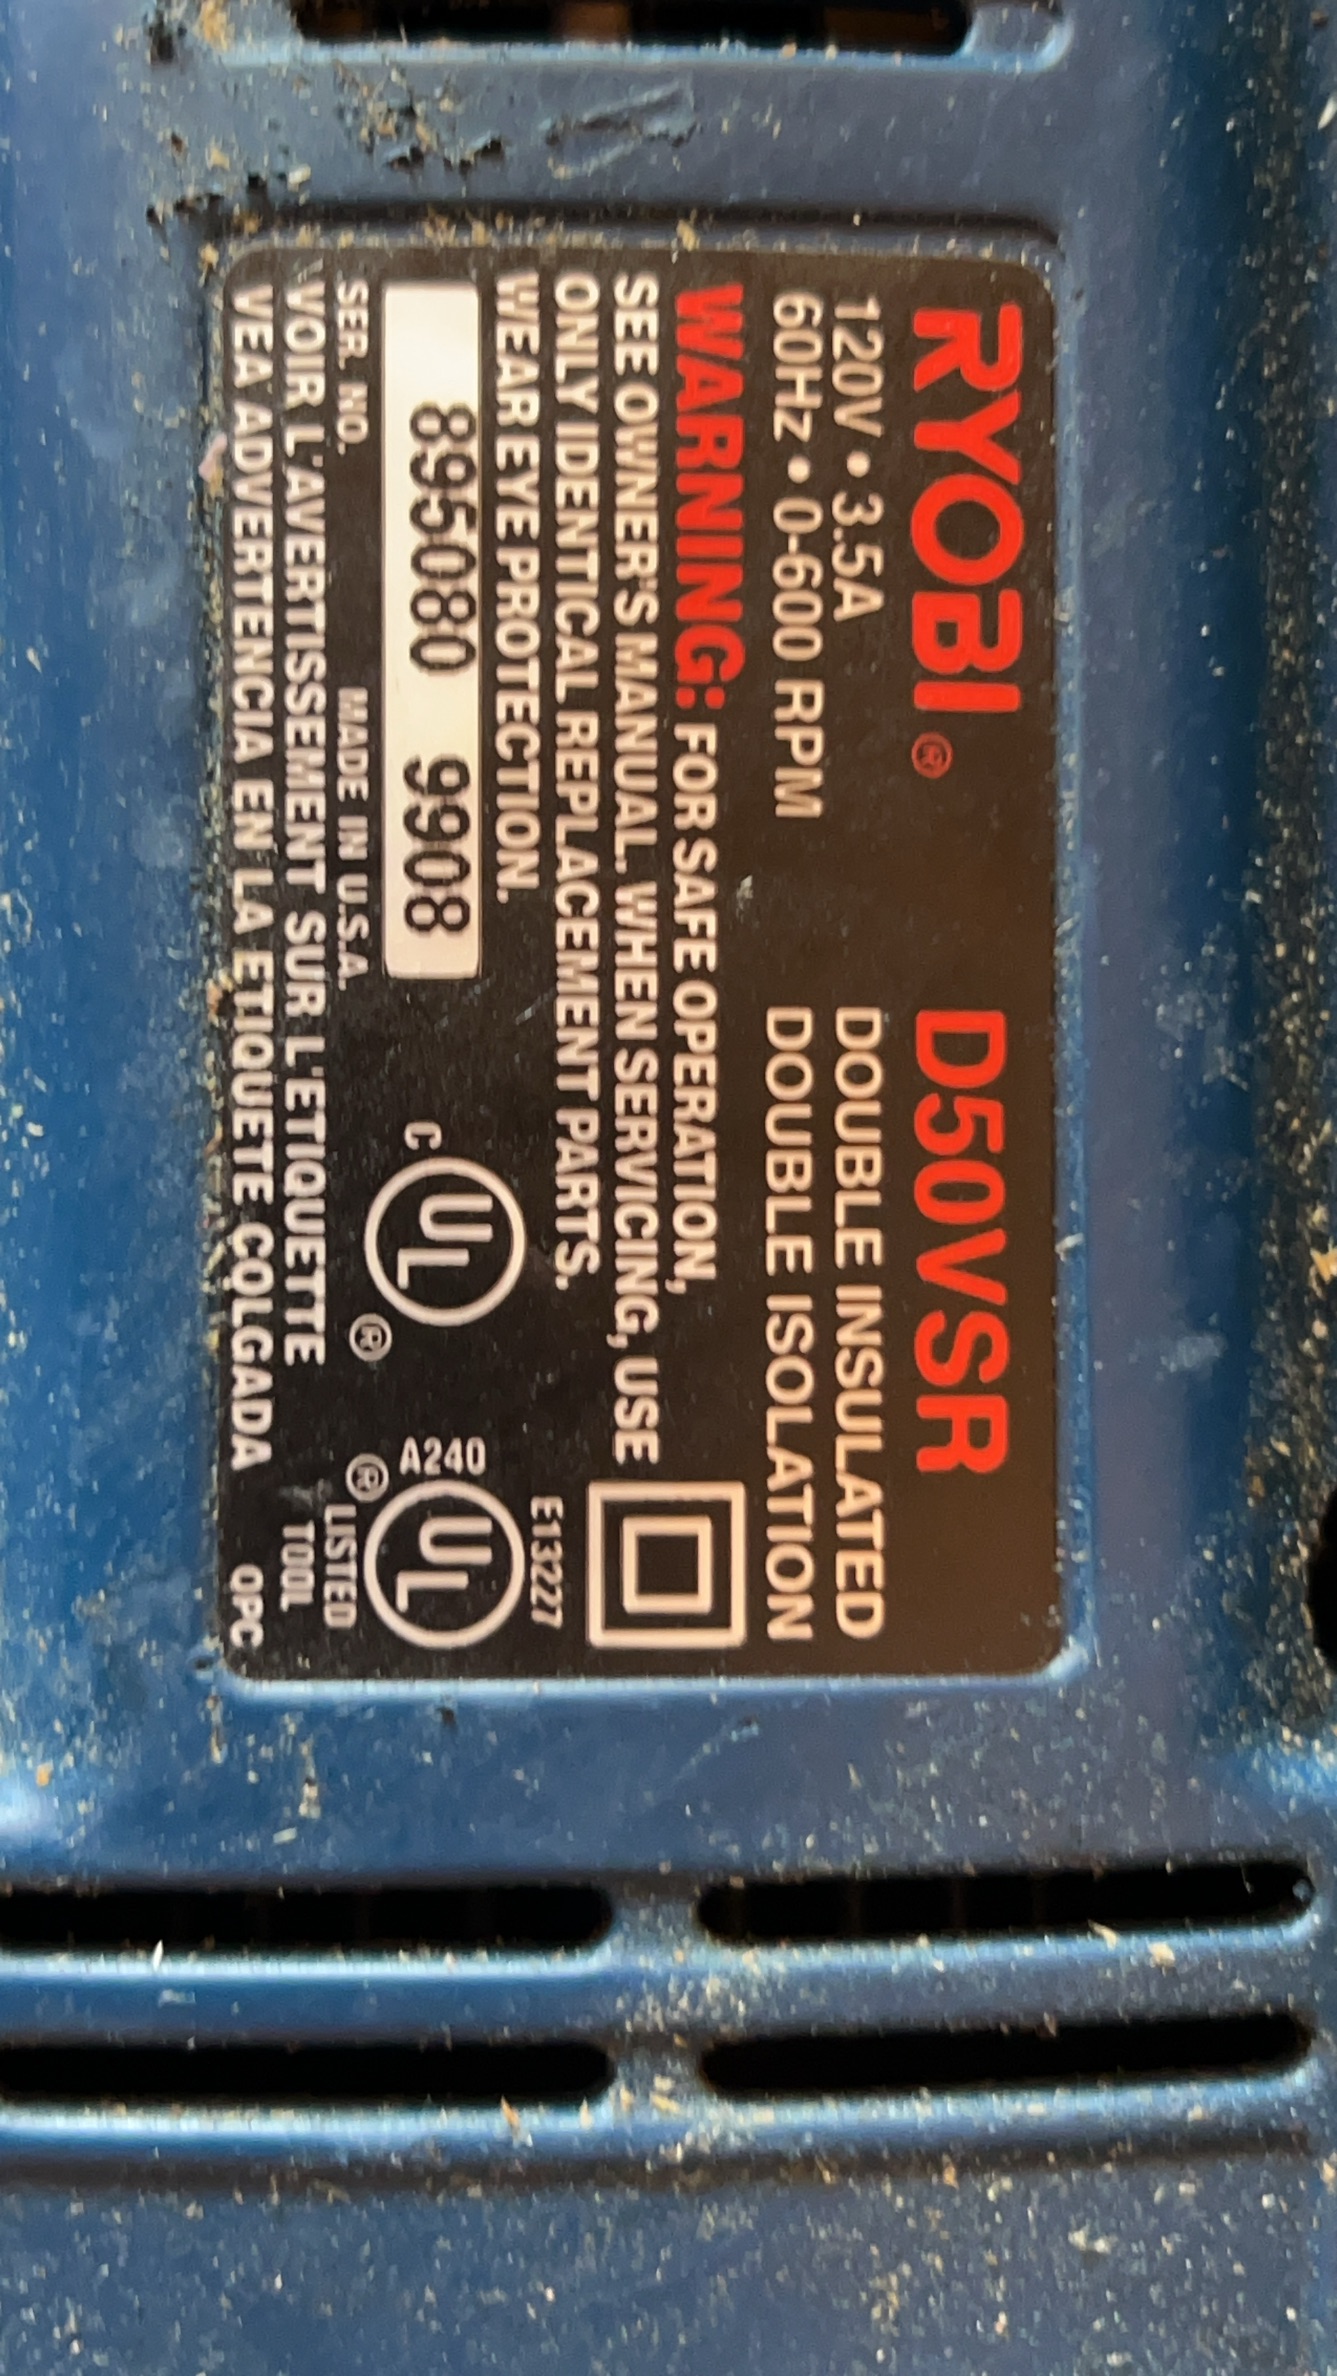 RYOBI® D50VSR
120V • 3.5A DOUBLE INSULATED
60Hz • 0-600 RPM DOUBLE ISOLATION
WARNING: FOR SAFE OPERATION,
SEE OWNER'S MANUAL. WHEN SERVICING, USE
ONLY IDENTICAL REPLACEMENT PARTS.
WEAR EYE PROTECTION.
895080 9908
SER. NO. MADE IN U.S.A.
C UL ®
E13227
A240 UL ®
LISTED
TOOL
VOIR L'AVERTISSEMENT SUR L'ETIQUETTE
VEA ADVERTENCIA EN LA ETIQUETE COLGADA OPC